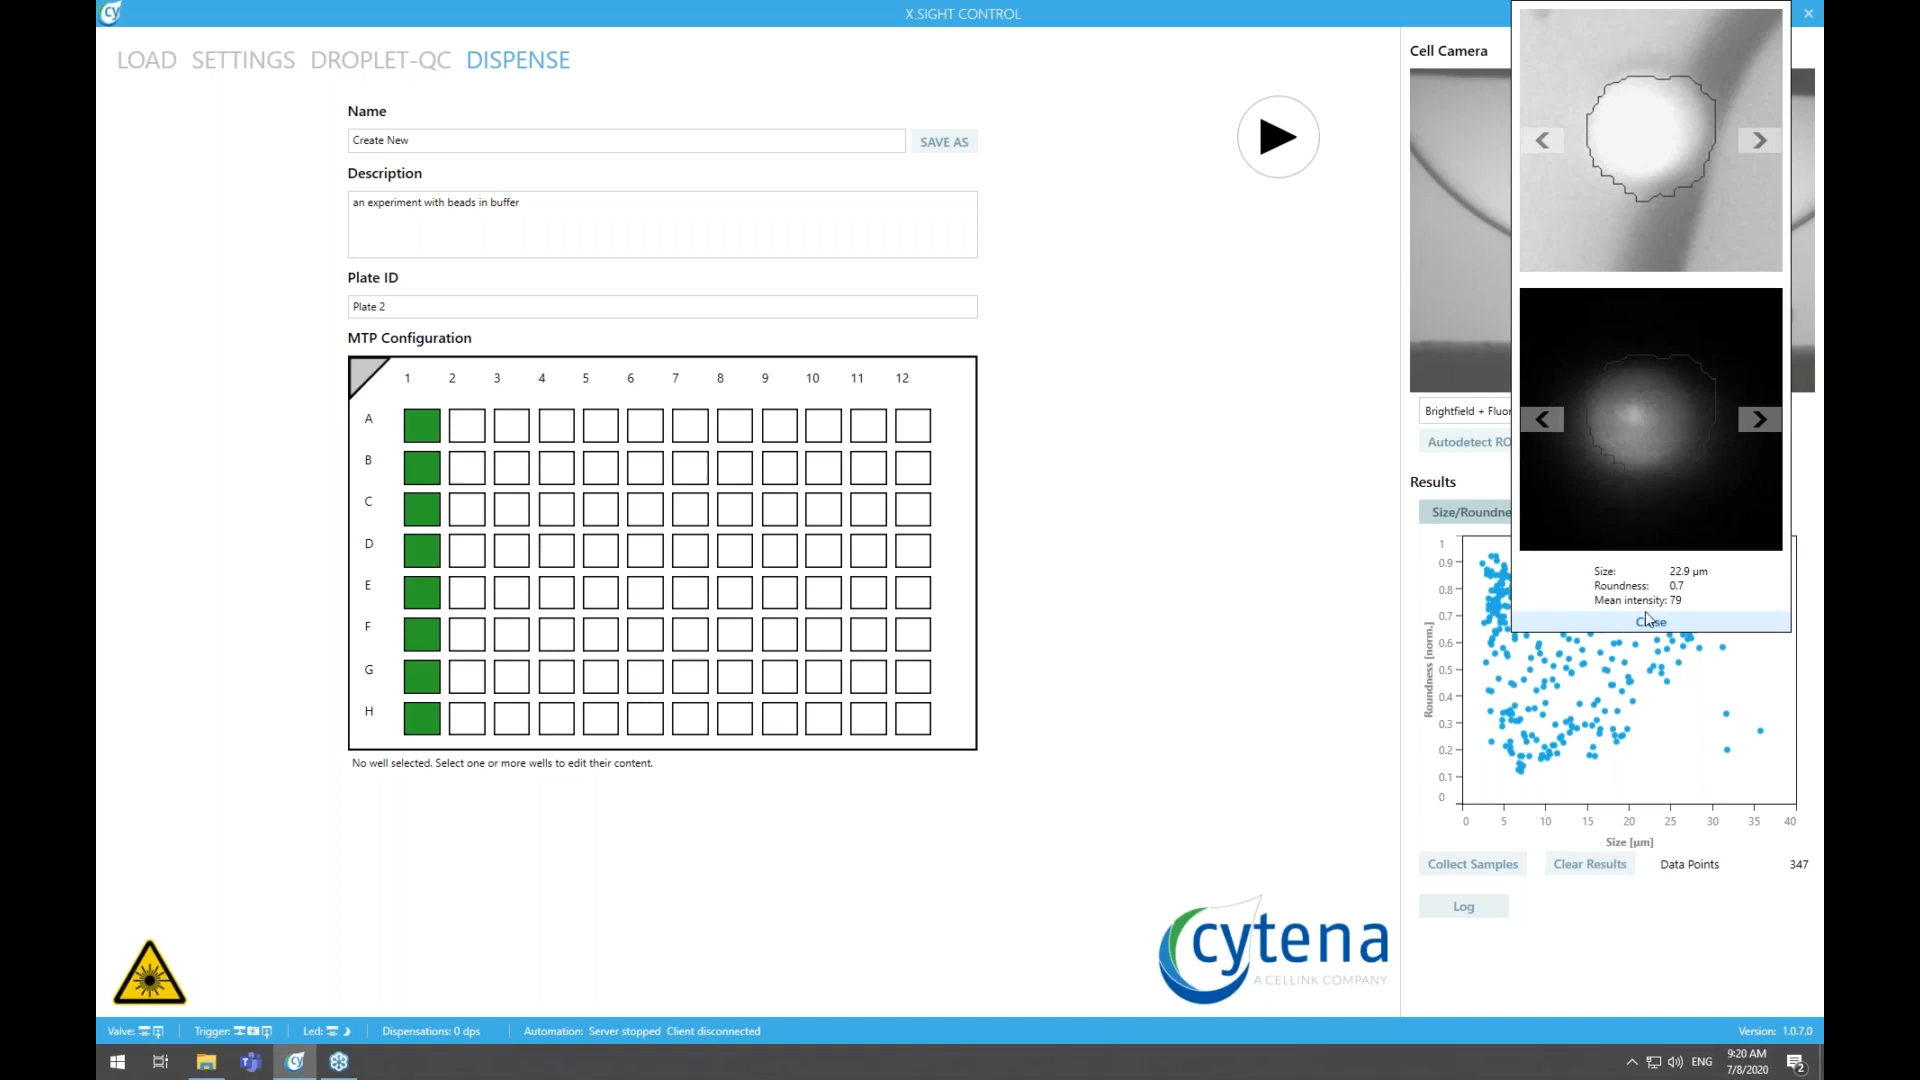 X.SIGHT CONTROL
LOAD SETTINGS DROPLET-QC DISPENSE
Name
Create New
SAVE AS
Description
an experiment with beads in buffer
Plate ID
Plate 2
MTP Configuration
1 2 3 4 5 6 7 8 9 10 11 12
A
B
C
D
E
F
G
H
No well selected. Select one or more wells to edit their content.
cytena
A CELLINK COMPANY
Cell Camera
Brightfield + Fluor
Autodetect RO
Results
Size/Roundne
Size: 22.9 µm
Roundness: 0.7
Mean intensity: 79
Close
1
0.9
0.8
0.7
0.6
0.5
0.4
0.3
0.2
0.1
0
Roundness [norm.]
0 5 10 15 20 25 30 35 40
Size [µm]
Collect Samples Clear Results Data Points 347
Log
Valve: Trigger: Led: Dispensations: 0 dps Automation: Server stopped Client disconnected Version: 1.0.7.0
ENG
9:20 AM
7/8/2020
2